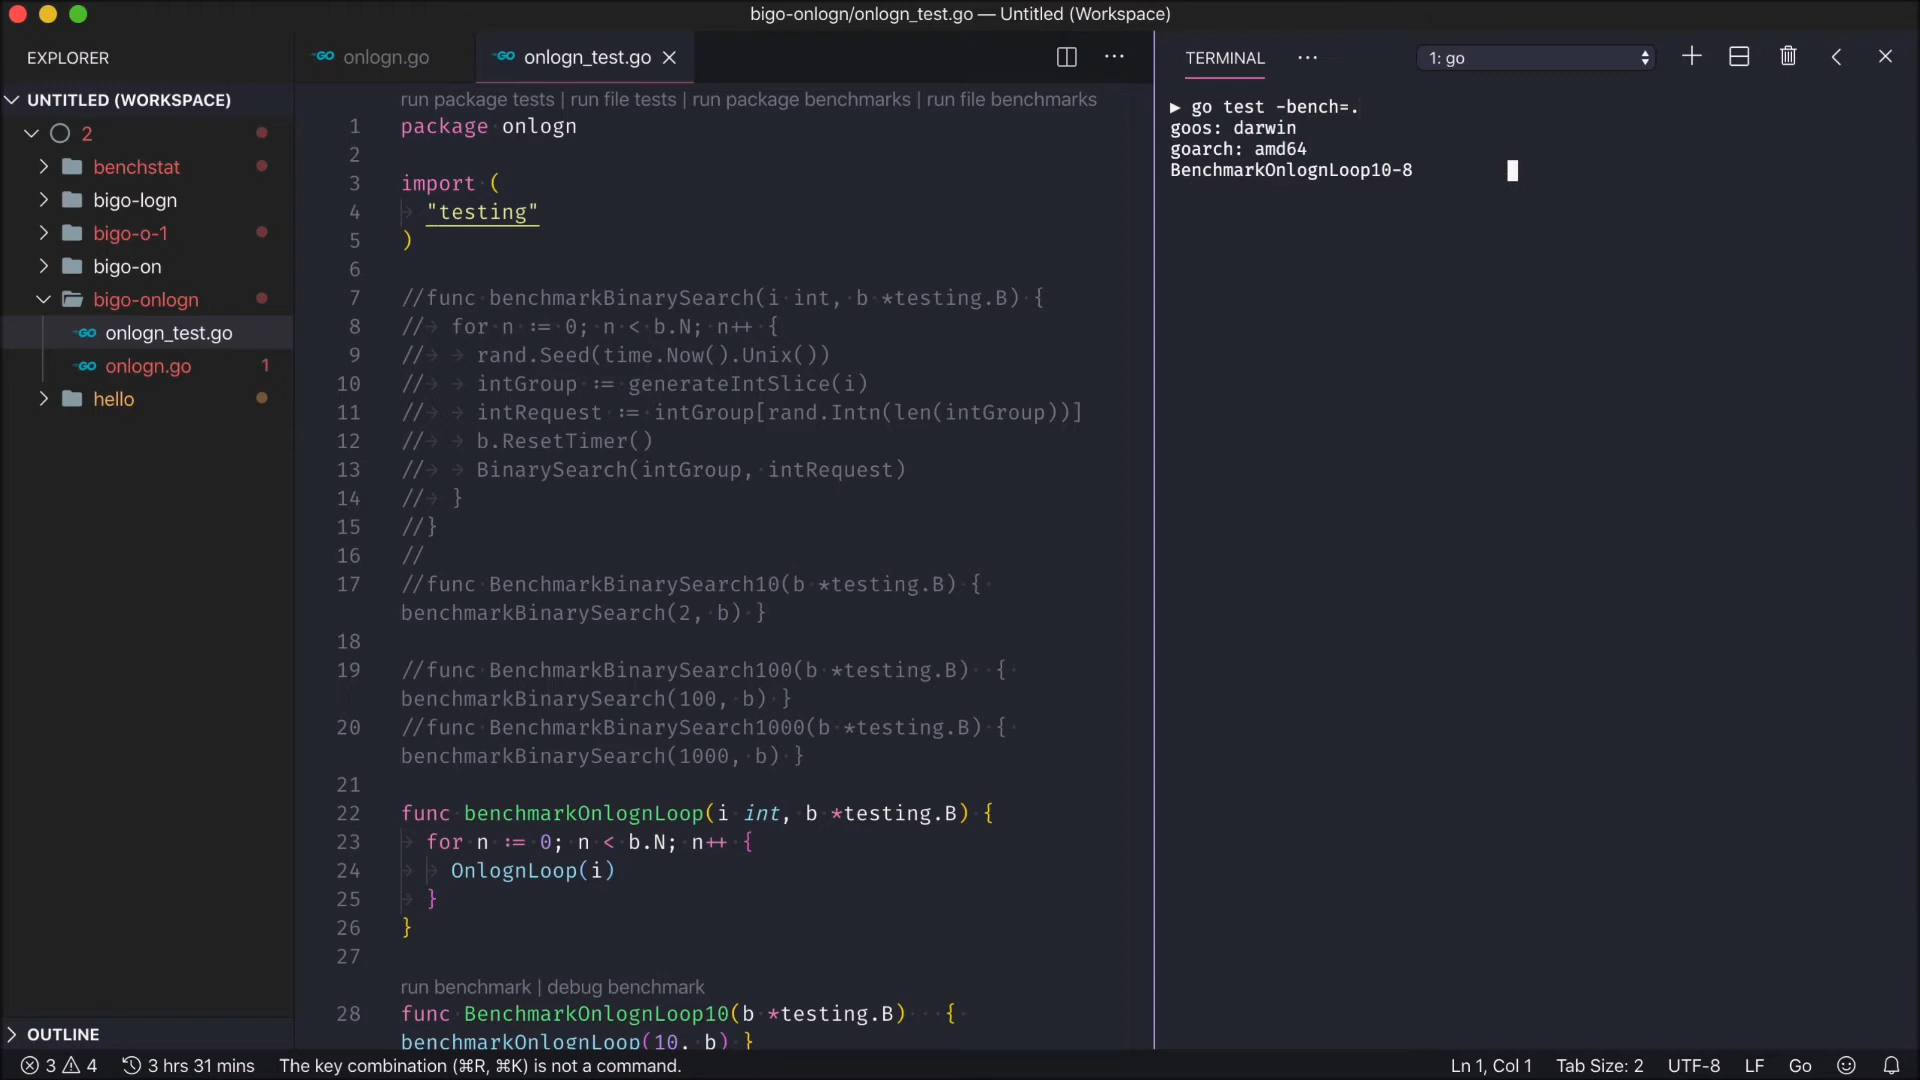 bigo-onlogn/onlogn_test.go — Untitled (Workspace)
EXPLORER
UNTITLED (WORKSPACE)
2
benchstat
bigo-logn
bigo-o-1
bigo-on
bigo-onlogn
onlogn_test.go
onlogn.go 1
hello
OUTLINE
onlogn.go
onlogn_test.go
run package tests | run file tests | run package benchmarks | run file benchmarks
1 package onlogn
2
3 import (
4 "testing"
5 )
6
7 //func benchmarkBinarySearch(i int, b *testing.B) {
8 // for n := 0; n < b.N; n++ {
9 // rand.Seed(time.Now().Unix())
10 // intGroup := generateIntSlice(i)
11 // intRequest := intGroup[rand.Intn(len(intGroup))]
12 // b.ResetTimer()
13 // BinarySearch(intGroup, intRequest)
14 // }
15 //}
16 //
17 //func BenchmarkBinarySearch10(b *testing.B) {
benchmarkBinarySearch(2, b) }
18
19 //func BenchmarkBinarySearch100(b *testing.B) {
benchmarkBinarySearch(100, b) }
20 //func BenchmarkBinarySearch1000(b *testing.B) {
benchmarkBinarySearch(1000, b) }
21
22 func benchmarkOnlognLoop(i int, b *testing.B) {
23 for n := 0; n < b.N; n++ {
24 OnlognLoop(i)
25 }
26 }
27
run benchmark | debug benchmark
28 func BenchmarkOnlognLoop10(b *testing.B) {
benchmarkOnlognLoop(10, b) }
TERMINAL
1: go
go test -bench=.
goos: darwin
goarch: amd64
BenchmarkOnlognLoop10-8
3 4 3 hrs 31 mins The key combination (⌘R, ⌘K) is not a command.
Ln 1, Col 1 Tab Size: 2 UTF-8 LF Go